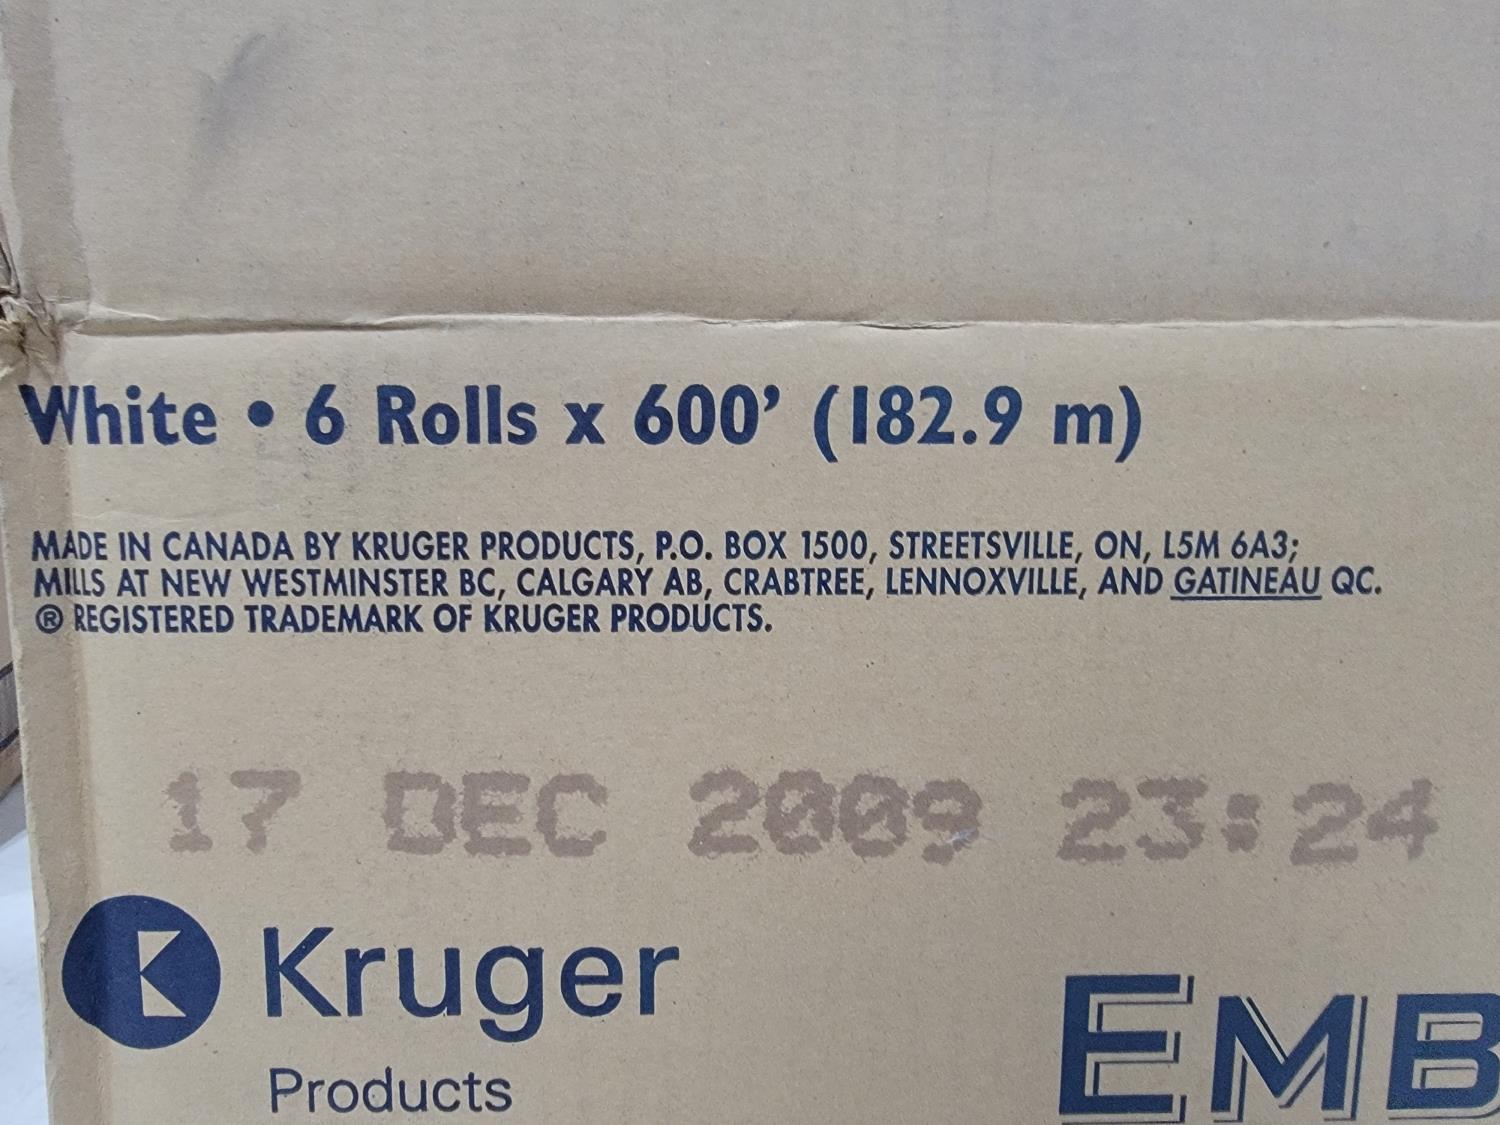 White • 6 Rolls x 600' (182.9 m)
MADE IN CANADA BY KRUGER PRODUCTS, P.O. BOX 1500, STREETSVILLE, ON, L5M 6A3;
MILLS AT NEW WESTMINSTER BC, CALGARY AB, CRABTREE, LENNOXVILLE, AND GATINEAU QC.
® REGISTERED TRADEMARK OF KRUGER PRODUCTS.
17 DEC 2009 23:24
K Kruger
Products
EMB